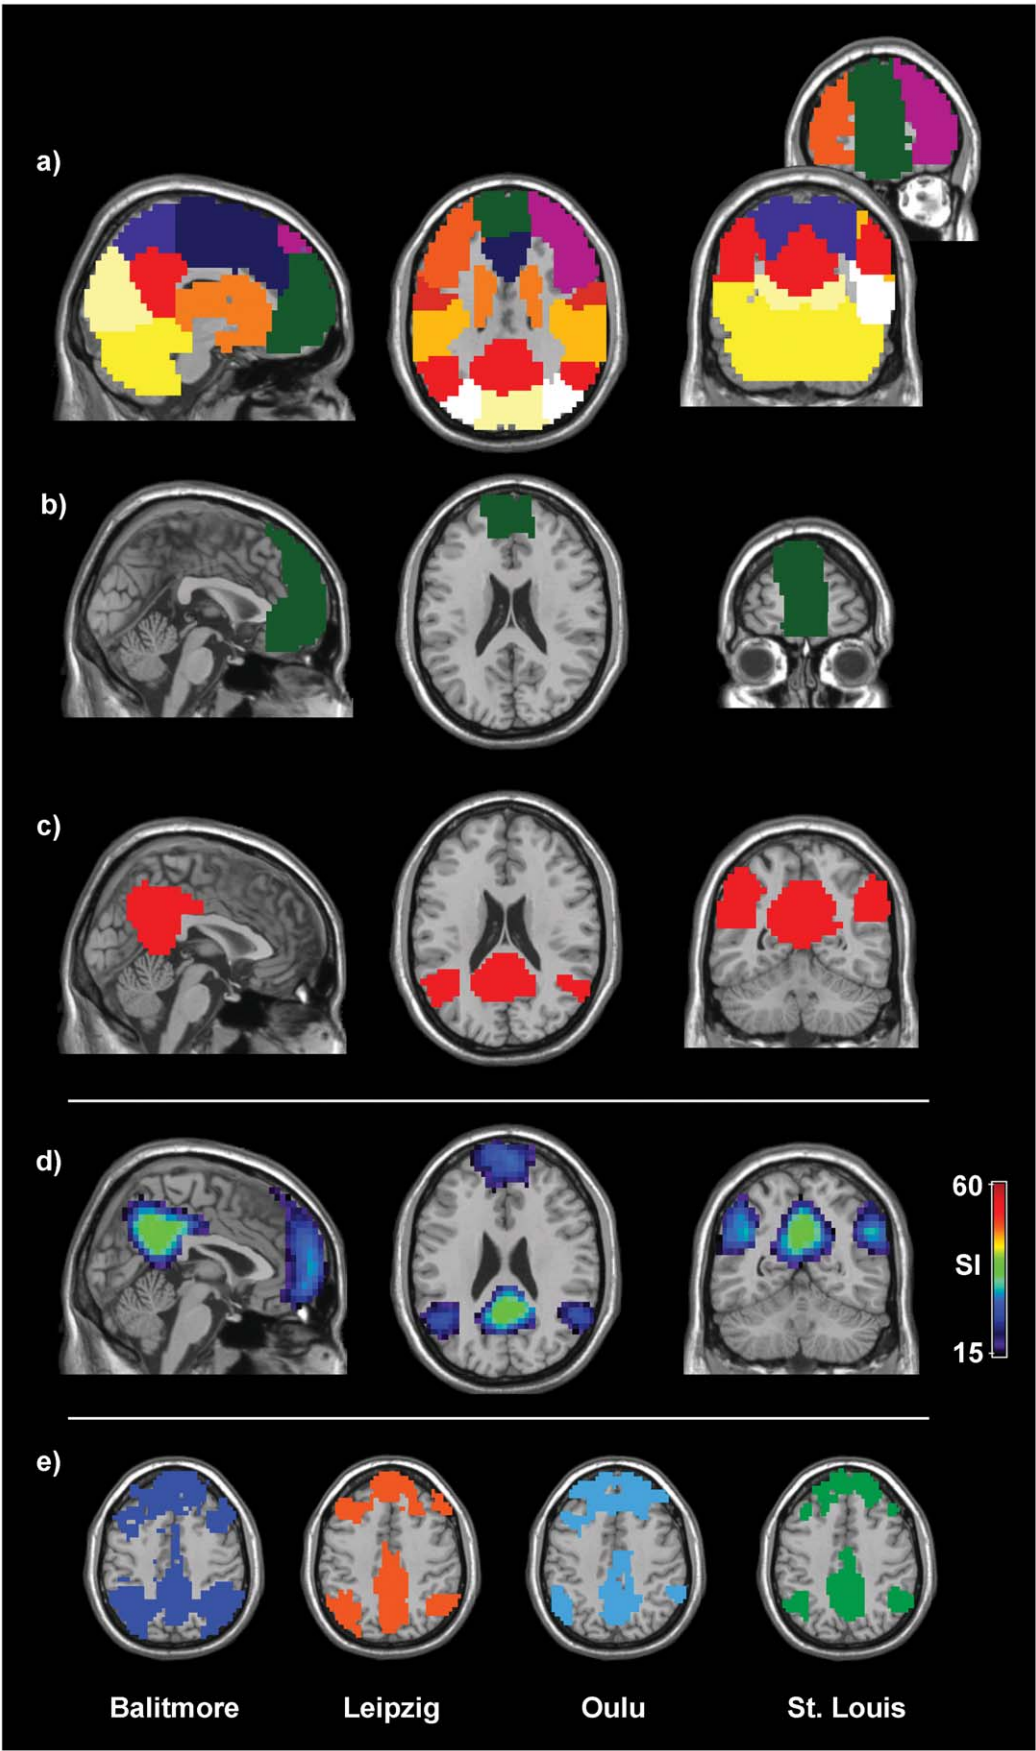 a)
b)
c)
d)
60
SI
15
e)
Balitmore
Leipzig
Oulu
St. Louis